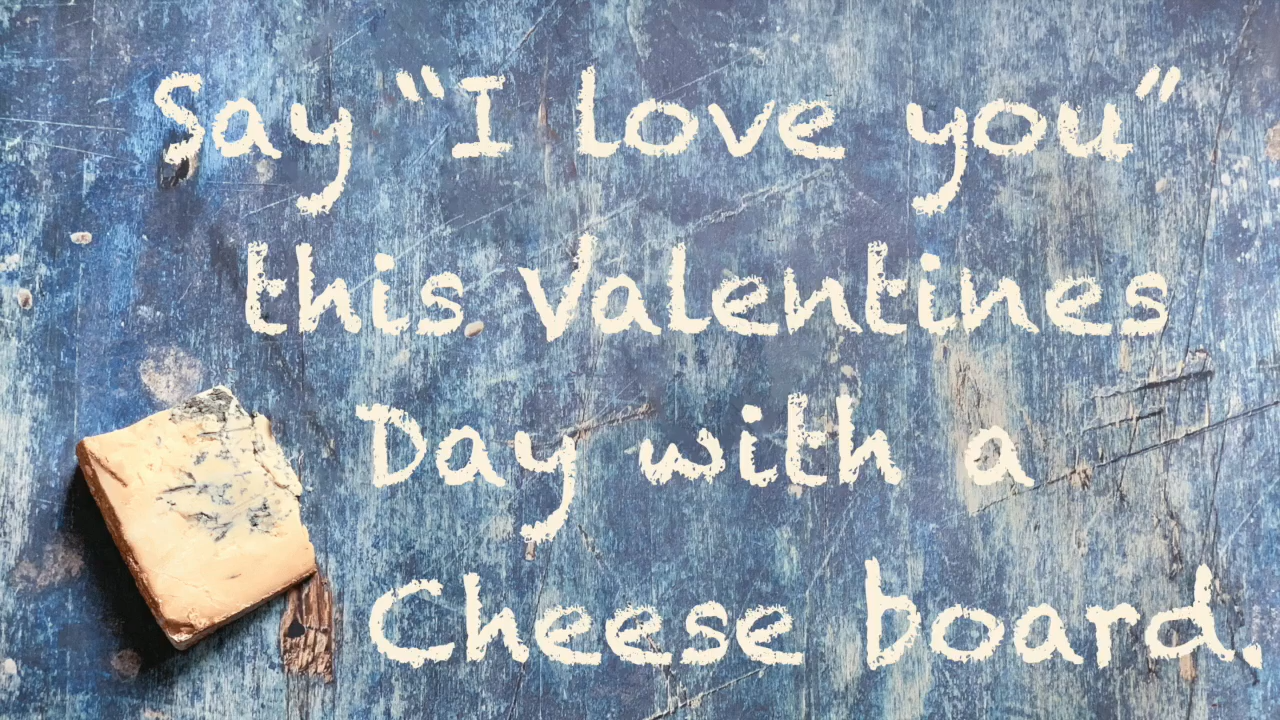 Say “I love you”
this Valentines
Day with a
Cheese board.